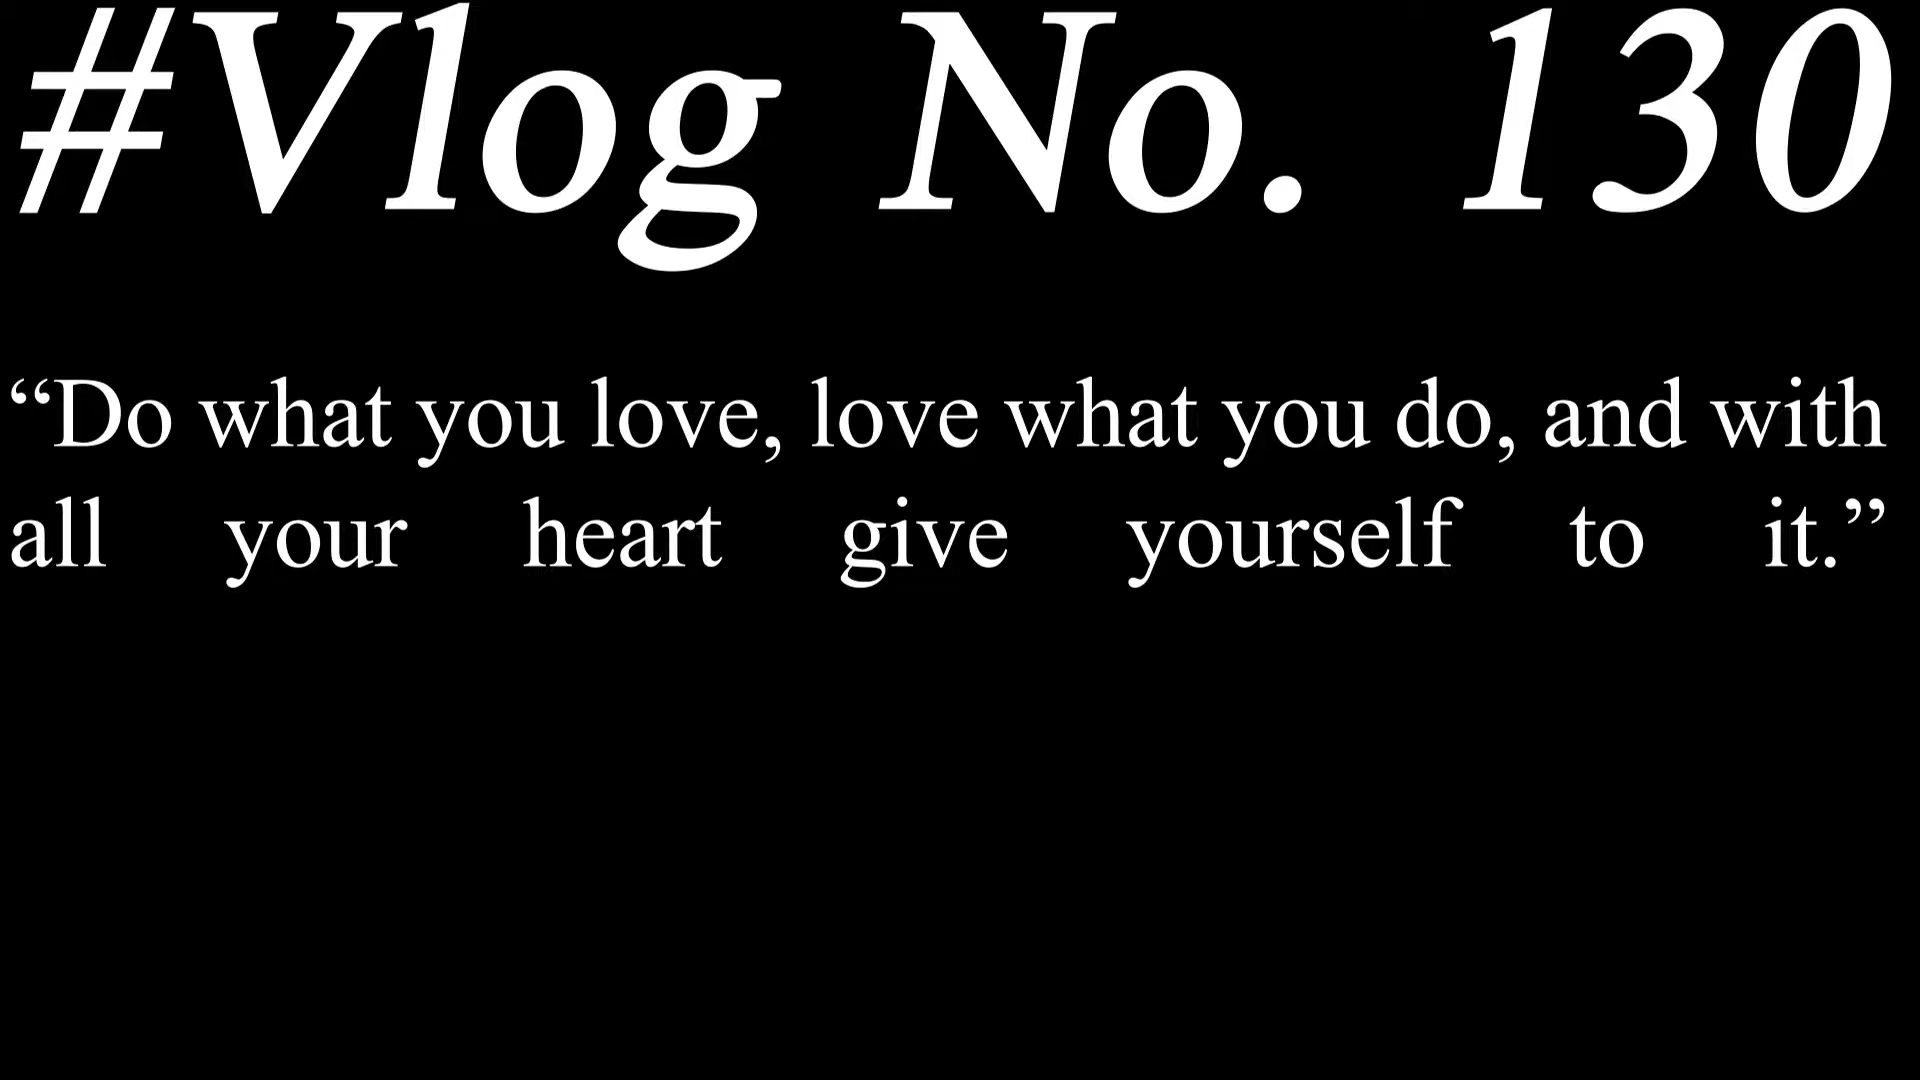 #Vlog No. 130
“Do what you love, love what you do, and with
all your heart give yourself to it.”